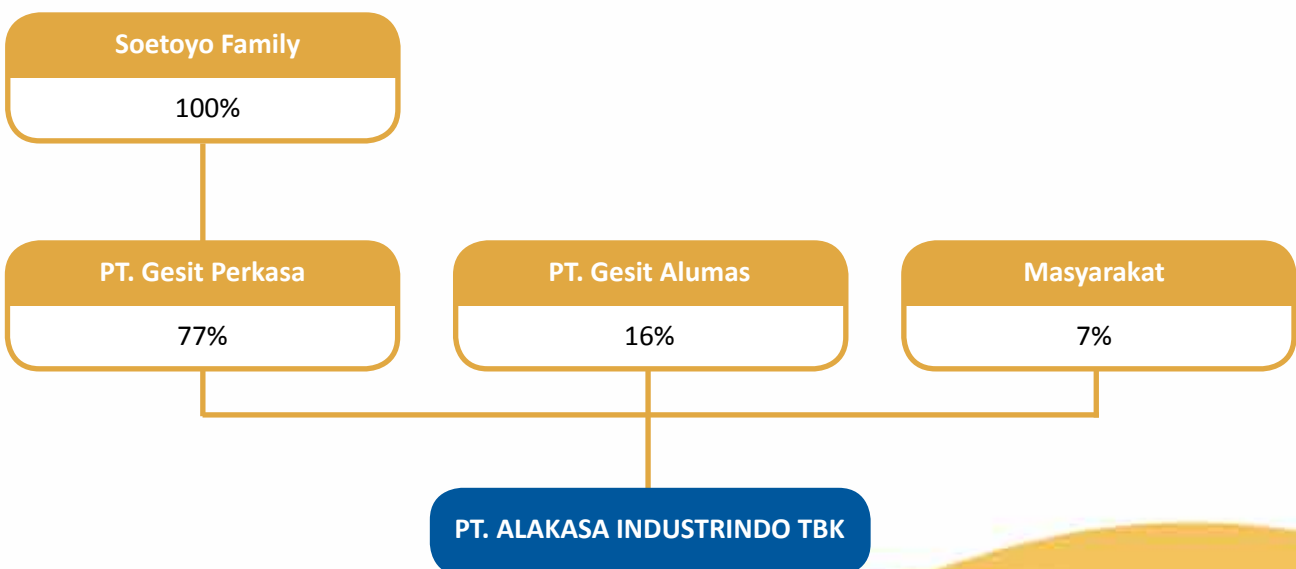 Soetoyo Family
100%
PT. Gesit Perkasa
77%
PT. Gesit Alumas
16%
Masyarakat
7%
PT. ALAKASA INDUSTRINDO TBK